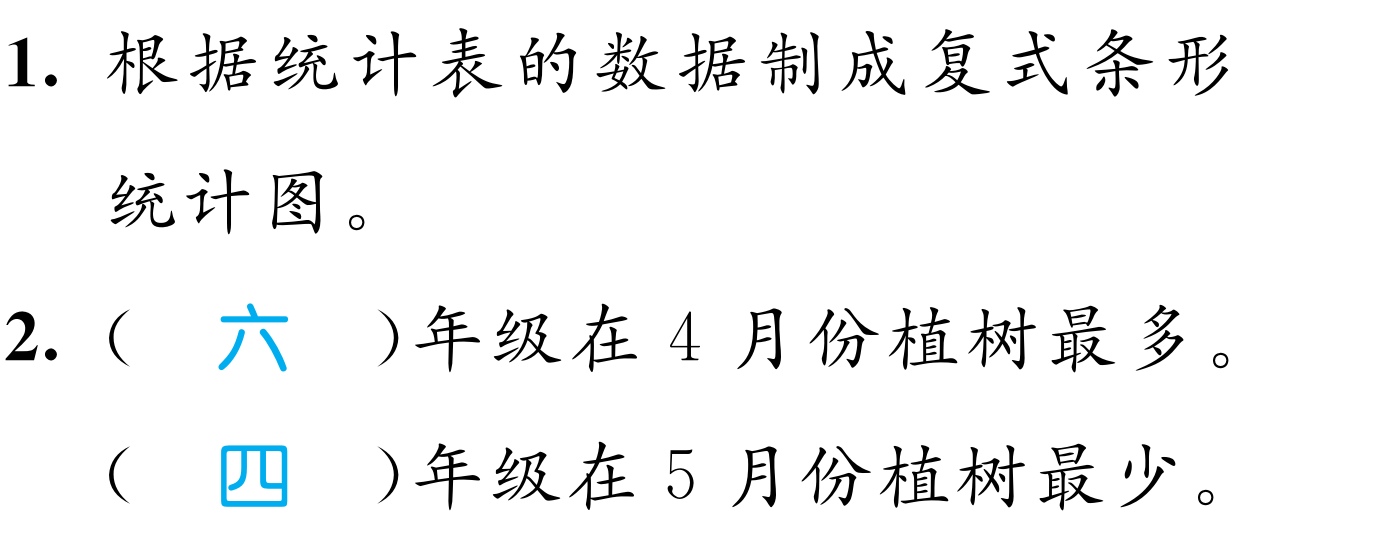 1. 根据统计表的数据制成复式条形
统计图。
2. ( 六 )年级在 4 月份植树最多。
( 四 )年级在 5 月份植树最少。